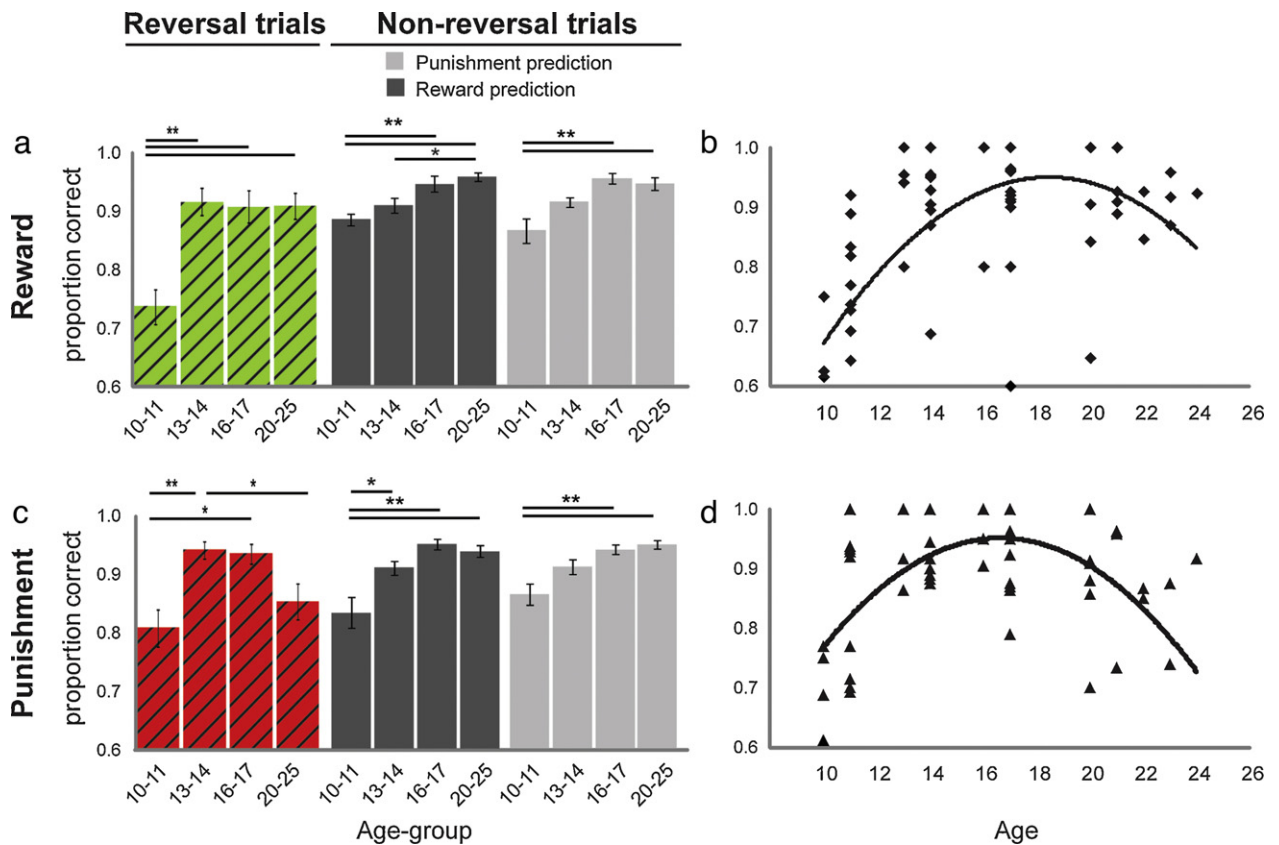 Reversal trials Non-reversal trials
Punishment prediction
Reward prediction
a
Reward
proportion correct
1.0
0.9
0.8
0.7
0.6
**
**
*
**
10-11 13-14 16-17 20-25 10-11 13-14 16-17 20-25 10-11 13-14 16-17 20-25
b
1.0
0.9
0.8
0.7
0.6
10 12 14 16 18 20 22 24 26
c
Punishment
proportion correct
1.0
0.9
0.8
0.7
0.6
** *
*
*
**
**
10-11 13-14 16-17 20-25 10-11 13-14 16-17 20-25 10-11 13-14 16-17 20-25
Age-group
d
1.0
0.9
0.8
0.7
0.6
10 12 14 16 18 20 22 24 26
Age